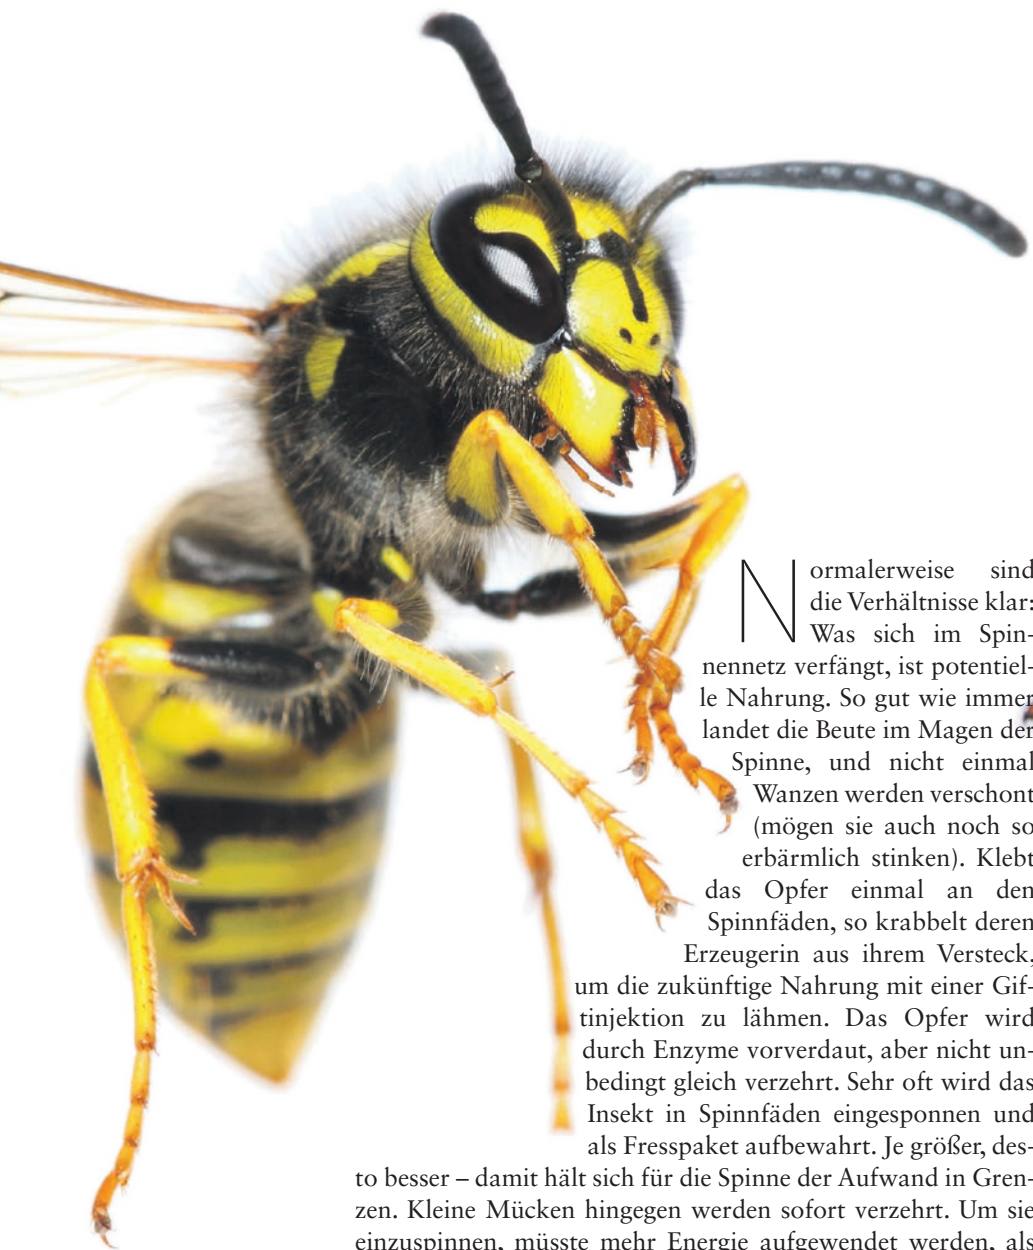 Normalerweise sind
die Verhältnisse klar:
Was sich im Spin-
nennetz verfängt, ist potentiel-
le Nahrung. So gut wie immer
landet die Beute im Magen der
Spinne, und nicht einmal
Wanzen werden verschont
(mögen sie auch noch so
erbärmlich stinken). Klebt
das Opfer einmal an den
Spinnfäden, so krabbelt deren
Erzeugerin aus ihrem Versteck,
um die zukünftige Nahrung mit einer Gif-
tinjektion zu lähmen. Das Opfer wird
durch Enzyme vorverdaut, aber nicht un-
bedingt gleich verzehrt. Sehr oft wird das
Insekt in Spinnfäden eingesponnen und
als Fresspaket aufbewahrt. Je größer, des-
to besser – damit hält sich für die Spinne der Aufwand in Gren-
zen. Kleine Mücken hingegen werden sofort verzehrt. Um sie
einzuspinnen, müsste mehr Energie aufgewendet werden, als